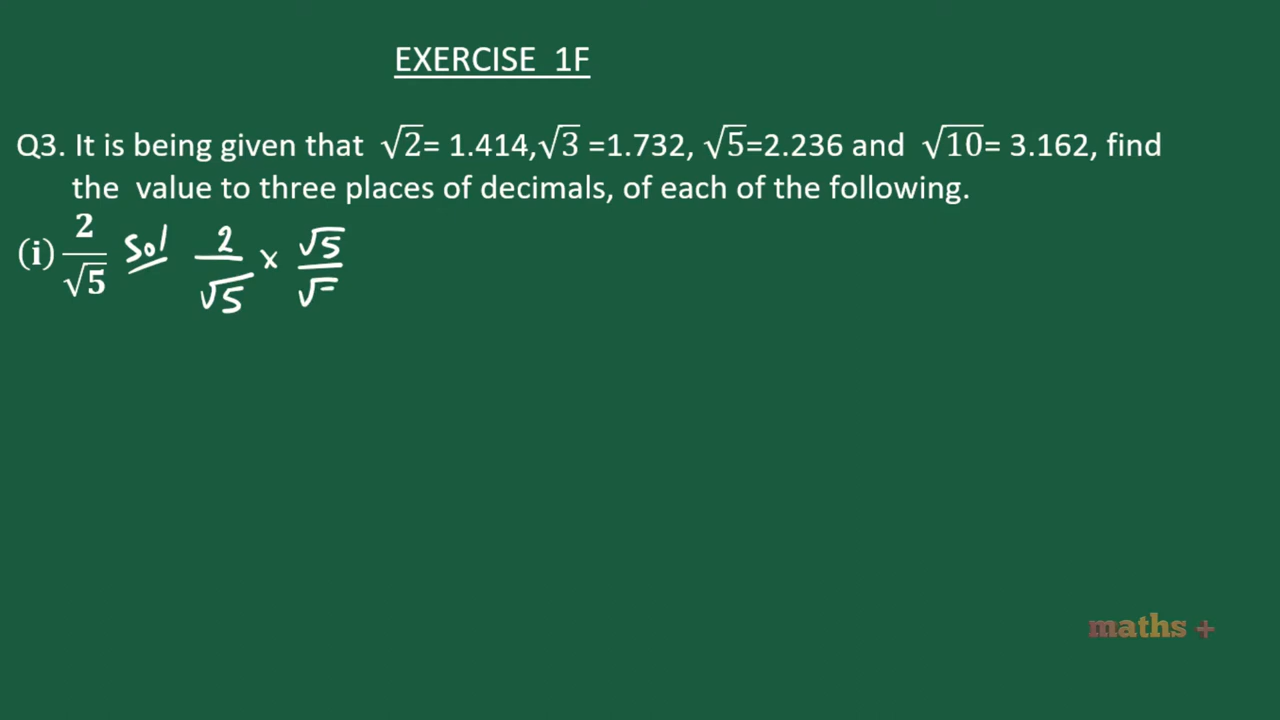 EXERCISE 1F
Q3. It is being given that √2= 1.414,√3 =1.732, √5=2.236 and √10= 3.162, find
the value to three places of decimals, of each of the following.
(i) 2/√5 Sol 2/√5 × √5/√
maths +